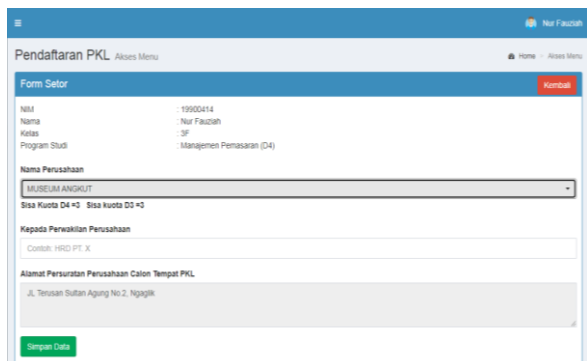 Nur Fauziah
Pendaftaran PKL Akses Menu
Home > Akses Menu
Form Setor
Kembali
NIM : 19900414
Nama : Nur Fauziah
Kelas : 3F
Program Studi : Manajemen Pemasaran (D4)
Nama Perusahaan
MUSEUM ANGKUT
Sisa Kuota D4 =3 Sisa kuota D3 =3
Kepada Perwakilan Perusahaan
Contoh: HRD PT. X
Alamat Persuratan Perusahaan Calon Tempat PKL
JL. Terusan Sultan Agung No.2, Ngaglik
Simpan Data